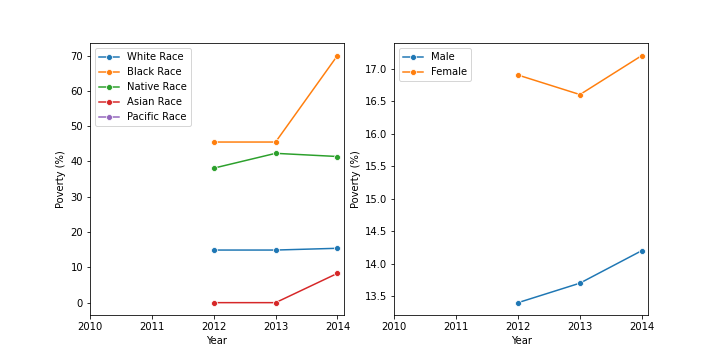 White Race
Black Race
Native Race
Asian Race
Pacific Race
70
60
50
40
30
20
10
0
Poverty (%)
2010 2011 2012 2013 2014
Year
Male
Female
17.0
16.5
16.0
15.5
15.0
14.5
14.0
13.5
Poverty (%)
2010 2011 2012 2013 2014
Year